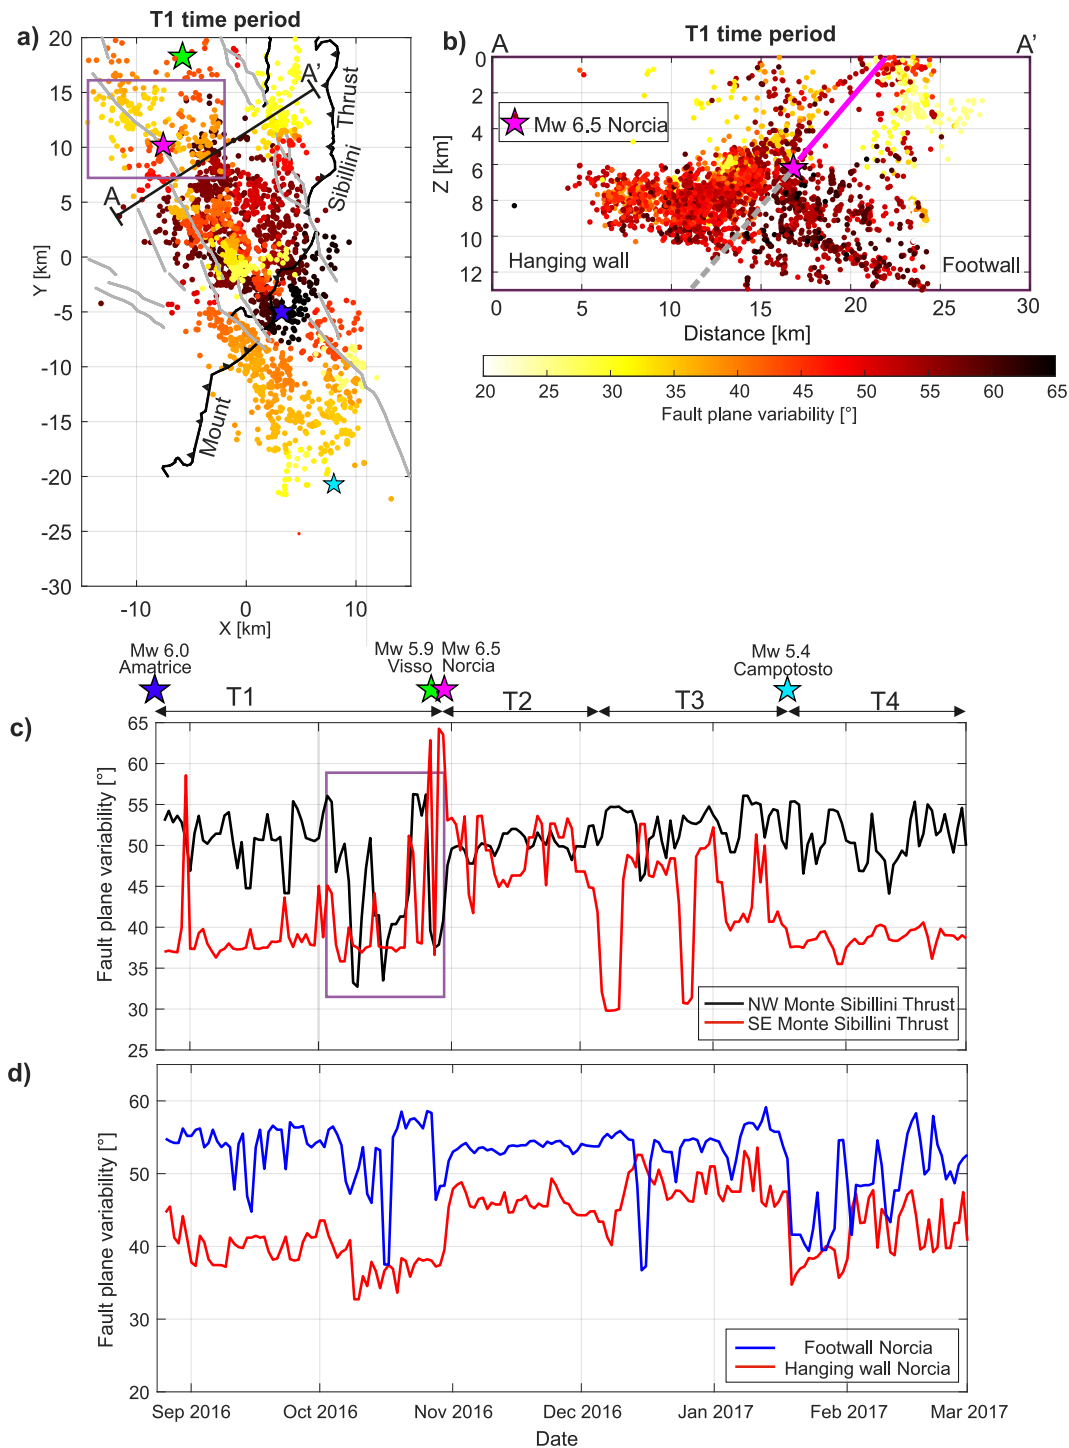 a)
T1 time period
20
15
10
5
0
-5
-10
-15
-20
-25
-30
Y [km]
-10
0
10
X [km]
A
A'
Thrust
Sibillini
Mount
b)
A
T1 time period
A'
0
2
4
6
8
10
12
Z [km]
Mw 6.5 Norcia
Hanging wall
Footwall
0
5
10
15
20
25
30
Distance [km]
20
25
30
35
40
45
50
55
60
65
Fault plane variability [°]
Mw 6.0
Amatrice
Mw 5.9
Visso
Mw 6.5
Norcia
Mw 5.4
Campotosto
T1
T2
T3
T4
c)
65
60
55
50
45
40
35
30
25
Fault plane variability [°]
NW Monte Sibillini Thrust
SE Monte Sibillini Thrust
d)
60
50
40
30
20
Fault plane variability [°]
Footwall Norcia
Hanging wall Norcia
Sep 2016
Oct 2016
Nov 2016
Dec 2016
Jan 2017
Feb 2017
Mar 2017
Date